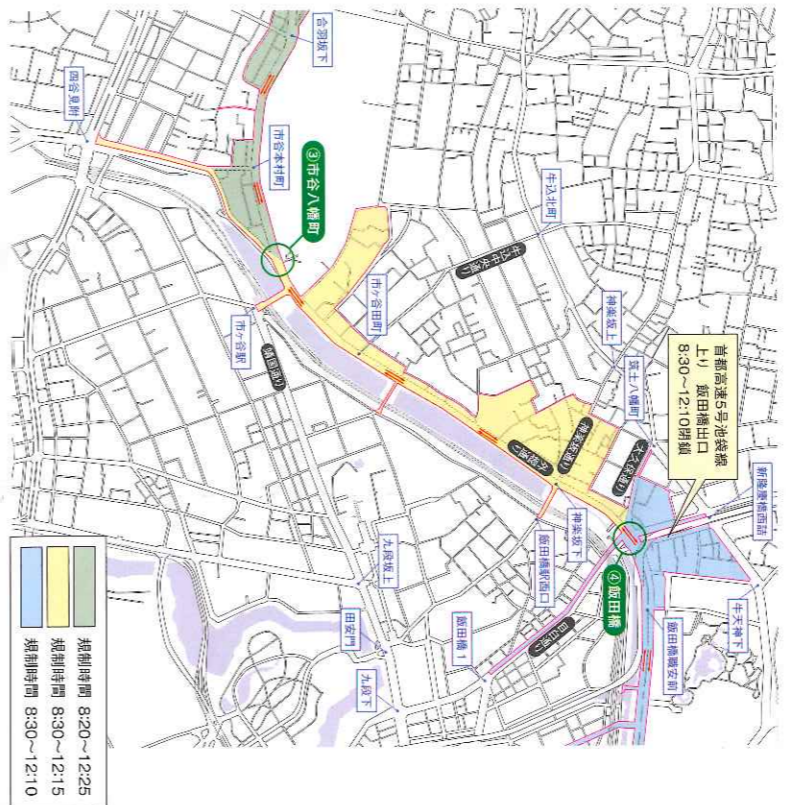 新隆慶橋西詰
牛天神下
首都高速5号池袋線
上り 飯田橋出口
8:30～12:10閉鎖
飯田橋職安前
筑土八幡町
大久保通り
④飯田橋
神楽坂上
神楽坂通り
神楽坂下
牛込北町
外堀通り
飯田橋駅西口
目白通り
牛込中央通り
飯田橋1
九段下
田安門
市ヶ谷田町
九段坂上
合羽坂下
③市谷八幡町
市谷本村町
靖国通り
市ヶ谷駅
四谷見附
規制時間 8:20～12:25
規制時間 8:30～12:15
規制時間 8:30～12:10